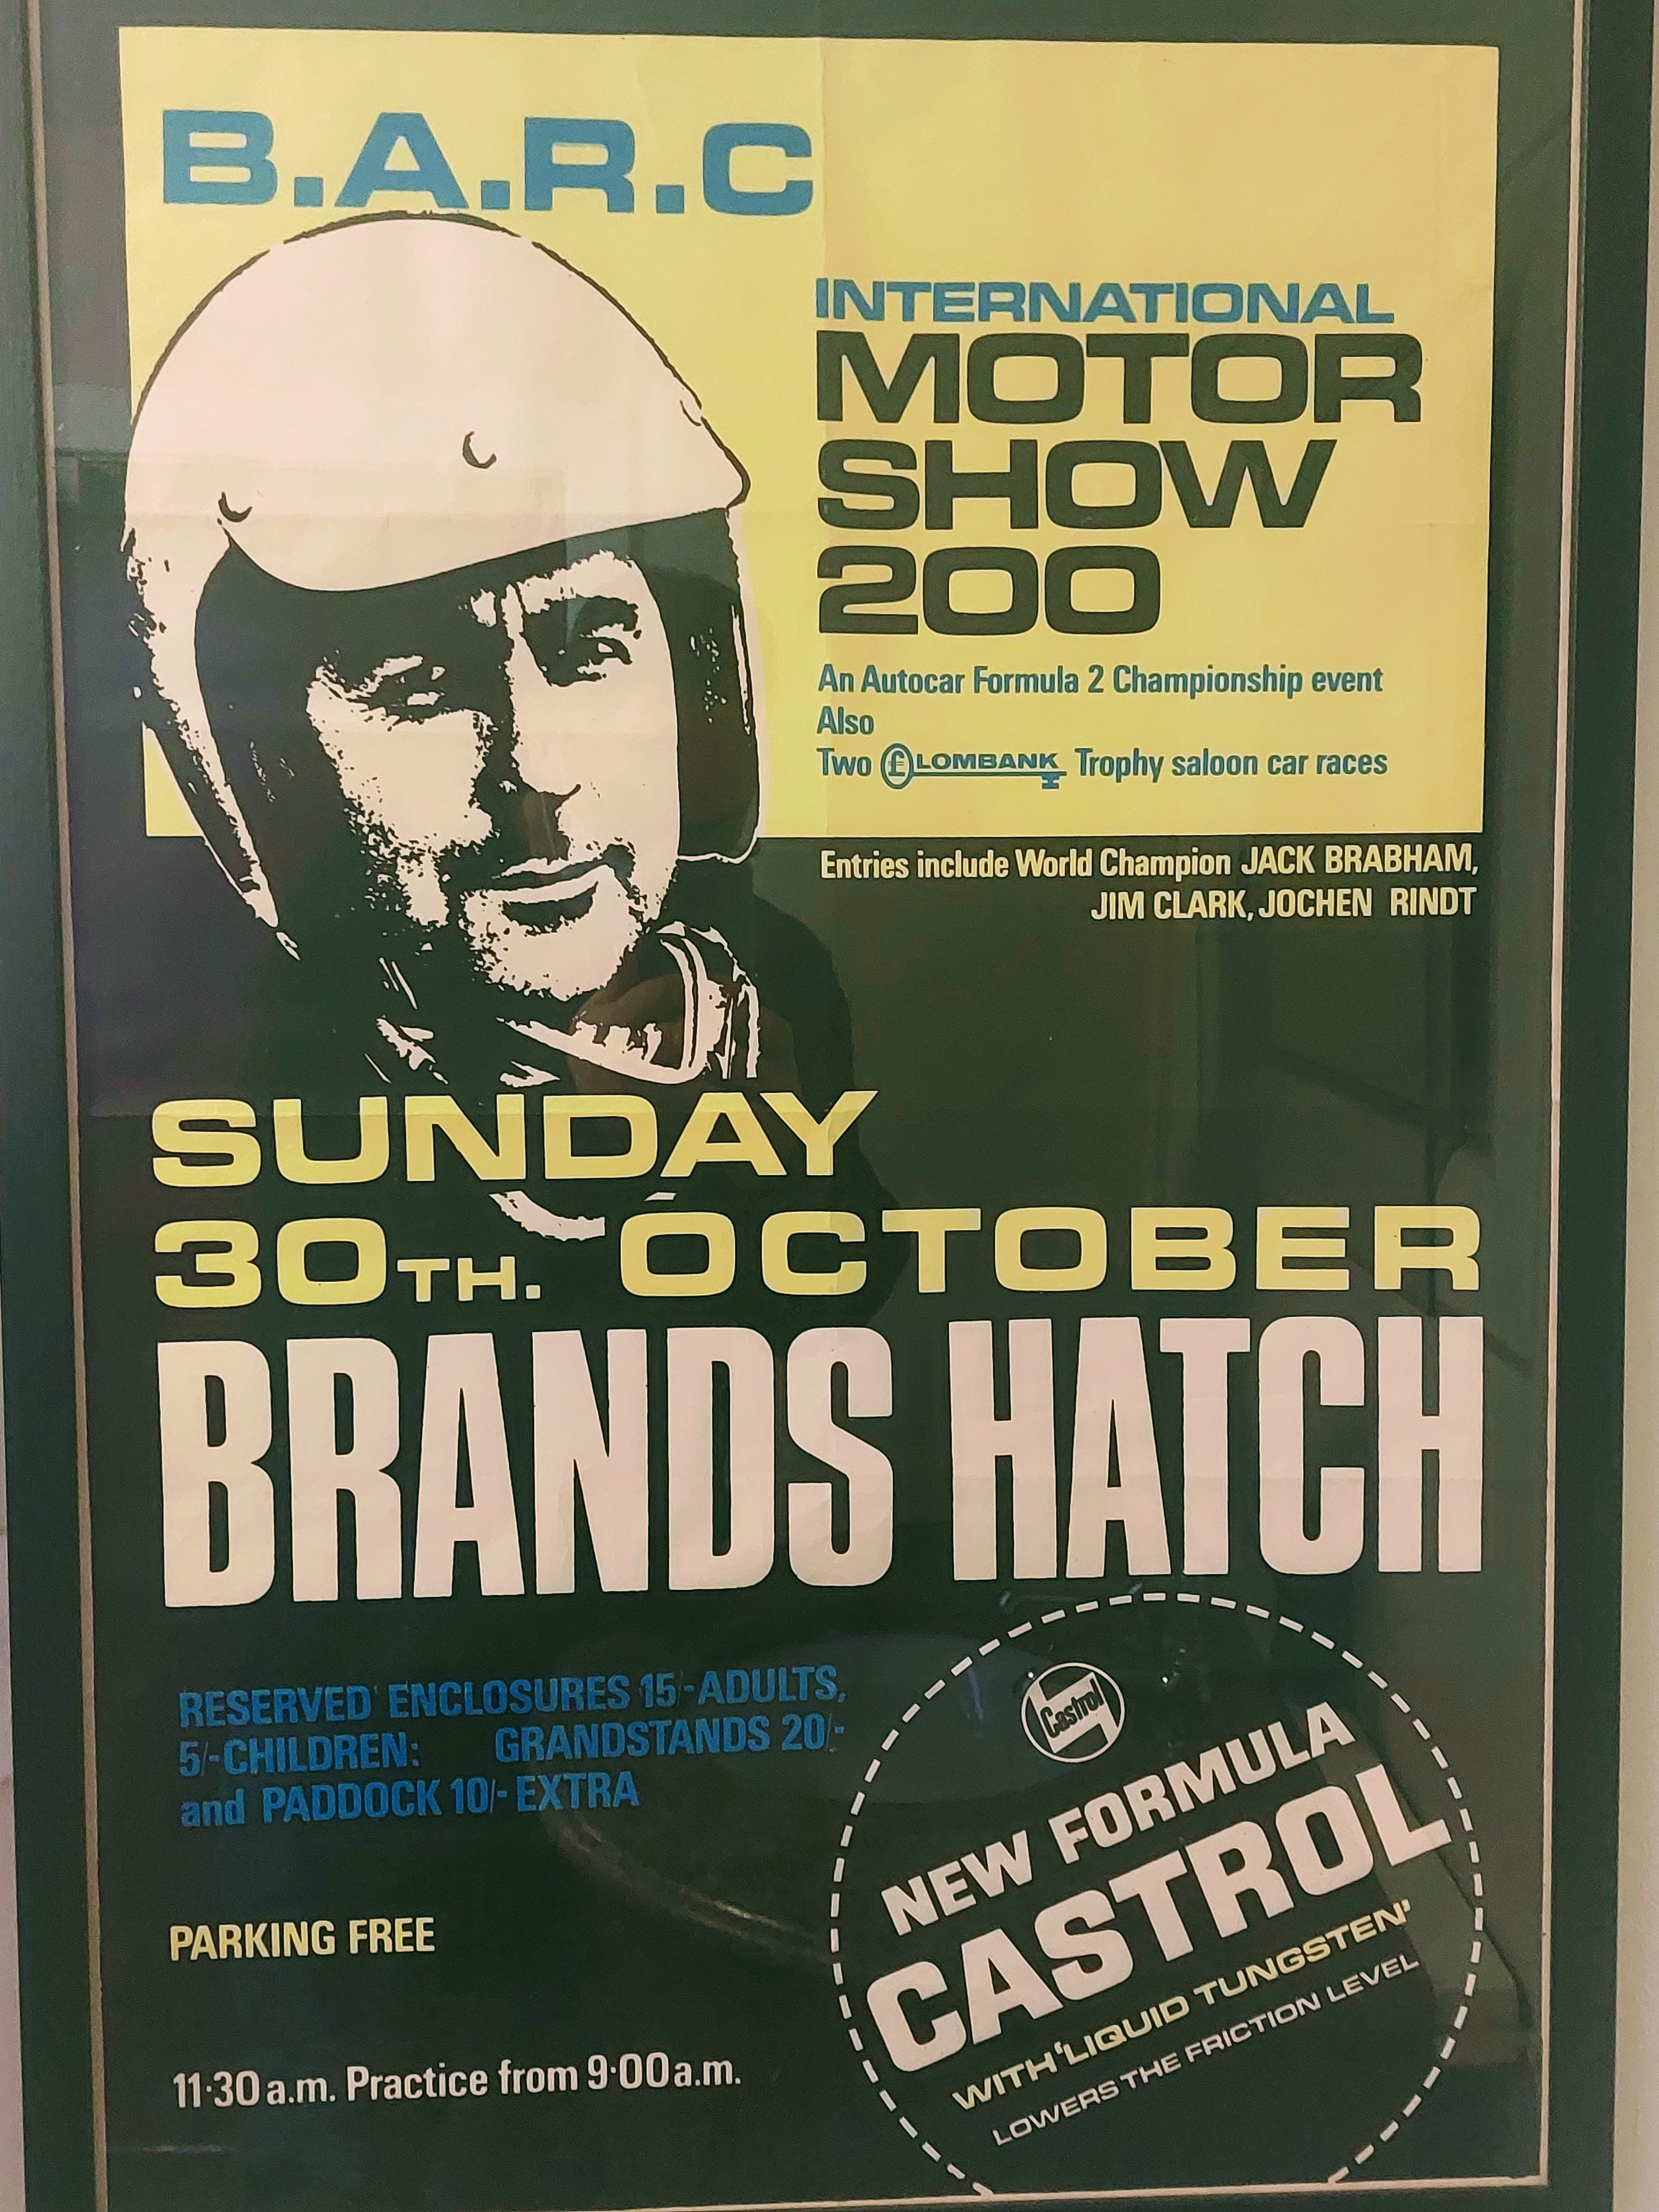 B.A.R.C
INTERNATIONAL
MOTOR
SHOW
200
An Autocar Formula 2 Championship event
Also
Two £ LOMBANK Trophy saloon car races
Entries include World Champion JACK BRABHAM,
JIM CLARK, JOCHEN RINDT
SUNDAY
30TH. OCTOBER
BRANDS HATCH
RESERVED ENCLOSURES 15/-ADULTS,
5/-CHILDREN: GRANDSTANDS 20/-
and PADDOCK 10/- EXTRA
PARKING FREE
11·30 a.m. Practice from 9·00 a.m.
Castrol
NEW FORMULA
CASTROL
WITH 'LIQUID TUNGSTEN'
LOWERS THE FRICTION LEVEL